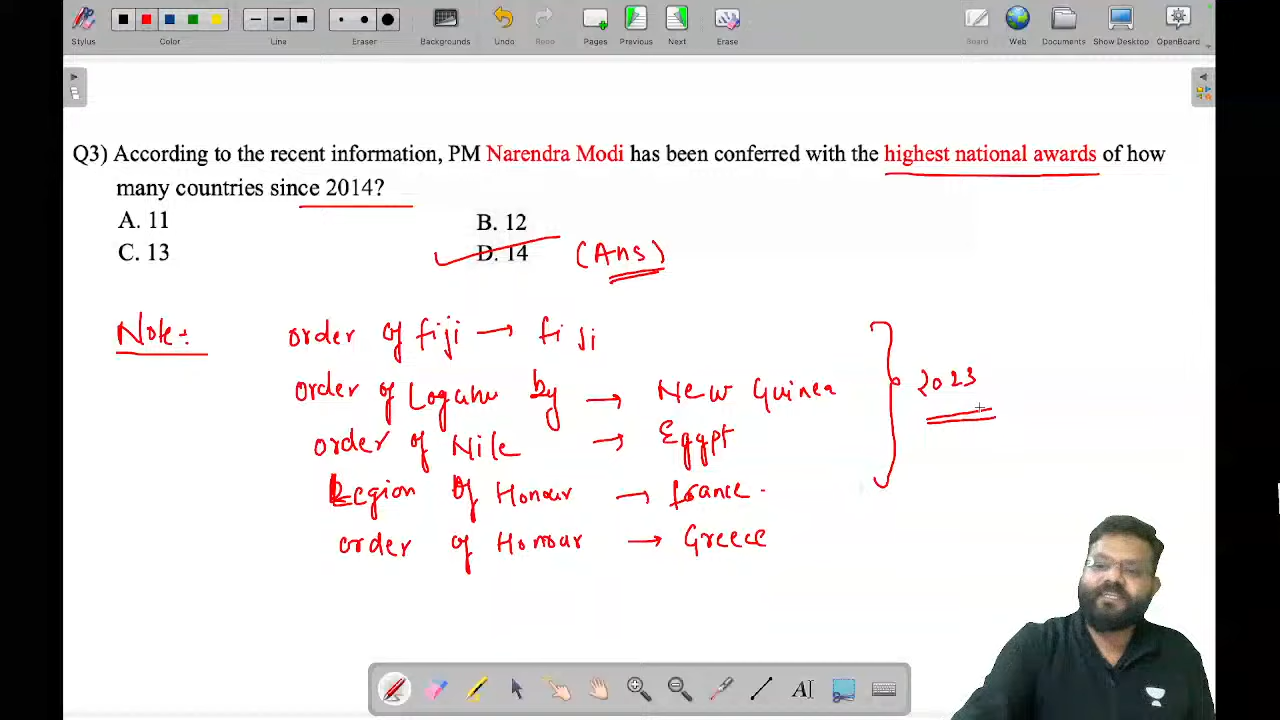 Stylus Color Line Eraser Backgrounds Undo Redo Pages Previous Next Erase Board Web Documents Show Desktop OpenBoard
Q3) According to the recent information, PM Narendra Modi has been conferred with the highest national awards of how
many countries since 2014?
A. 11 B. 12
C. 13 D. 14 (Ans)
Note:- order of fiji → fiji
order of Logahu by → New Guinea
order of Nile → Egypt
Legion of Honour → france.
order of Honour → Greece
2023